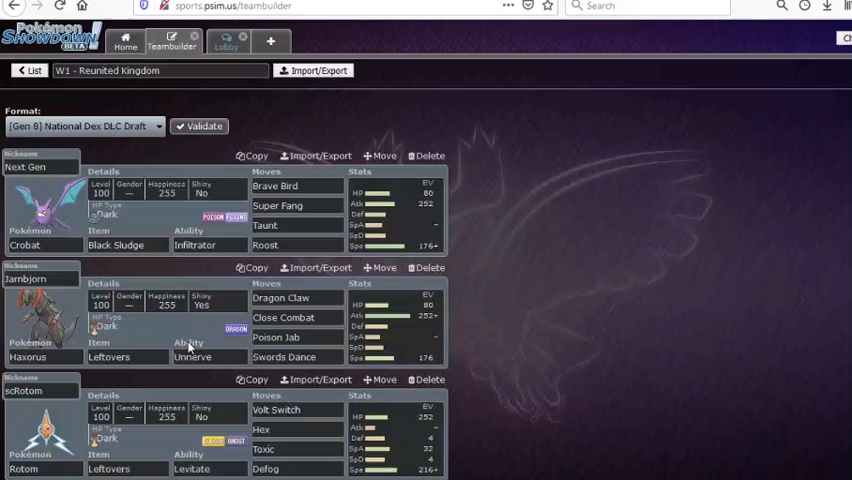 sports.psim.us/teambuilder
Search
Pokémon
SHOWDOWN!
BETA!
Home
Teambuilder
Lobby
Ch
List
W1 - Reunited Kingdom
Import/Export
Format:
[Gen 8] National Dex DLC Draft
Validate
Copy Import/Export Move Delete
Nickname
Next Gen
Details
Moves
Stats
Level Gender Happiness Shiny
100 — 255 No
HP Type
Dark
POISON FLYING
Pokémon Item Ability
Crobat Black Sludge Infiltrator
Brave Bird
Super Fang
Taunt
Roost
EV
HP 80
Atk 252
Def
SpA -
SpD
Spe 176+
Copy Import/Export Move Delete
Nickname
Jarnbjorn
Details
Moves
Stats
Level Gender Happiness Shiny
100 — 255 Yes
HP Type
Dark
DRAGON
Pokémon Item Ability
Haxorus Leftovers Unnerve
Dragon Claw
Close Combat
Poison Jab
Swords Dance
EV
HP 80
Atk 252+
Def
SpA -
SpD
Spe 176
Copy Import/Export Move Delete
Nickname
scRotom
Details
Moves
Stats
Level Gender Happiness Shiny
100 — 255 No
HP Type
Dark
GHOST
Pokémon Item Ability
Rotom Leftovers Levitate
Volt Switch
Hex
Toxic
Defog
EV
HP 252
Atk -
Def 4
SpA 32
SpD 4
Spe 216+